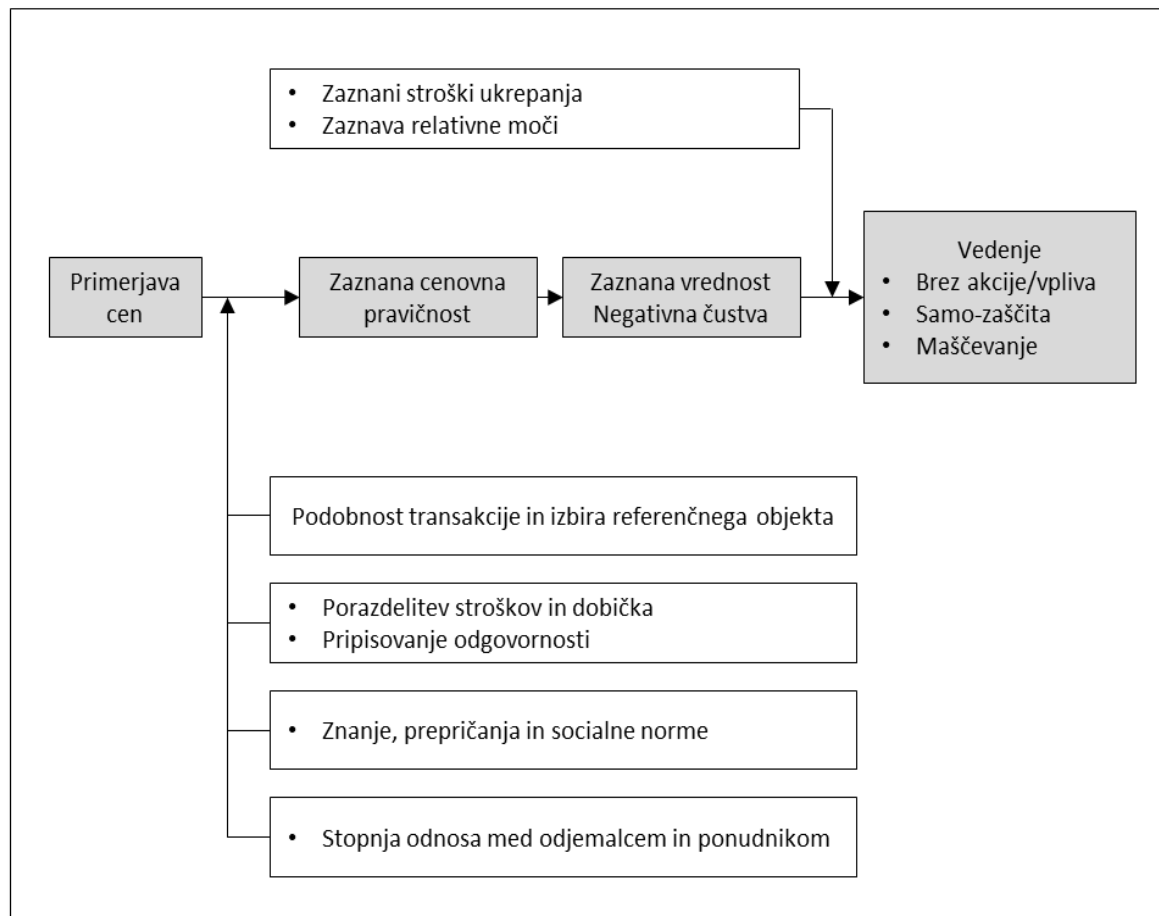 • Zaznani stroški ukrepanja
• Zaznava relativne moči
Primerjava
cen
Zaznana cenovna
pravičnost
Zaznana vrednost
Negativna čustva
Vedenje
• Brez akcije/vpliva
• Samo-zaščita
• Maščevanje
Podobnost transakcije in izbira referenčnega objekta
• Porazdelitev stroškov in dobička
• Pripisovanje odgovornosti
• Znanje, prepričanja in socialne norme
• Stopnja odnosa med odjemalcem in ponudnikom